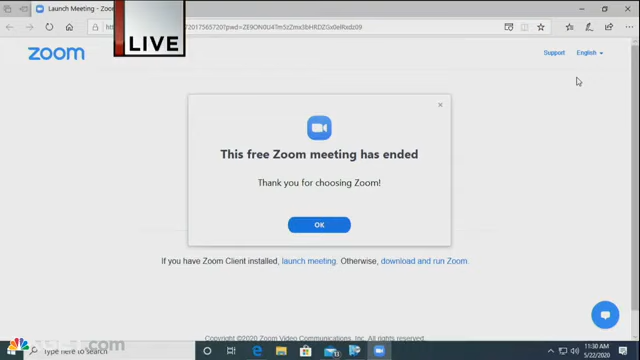 Launch Meeting - Zoo
LIVE
2017565720?pwd=ZE9ON0U4Tm5zZmx3bHRDZGx0elRxdz09
zoom
Support
English
This free Zoom meeting has ended
Thank you for choosing Zoom!
OK
If you have Zoom Client installed, launch meeting. Otherwise, download and run Zoom.
Copyright ©2020 Zoom Video Communications, Inc. All rights reserved.
Type here to search
.com
11:30 AM
5/22/2020